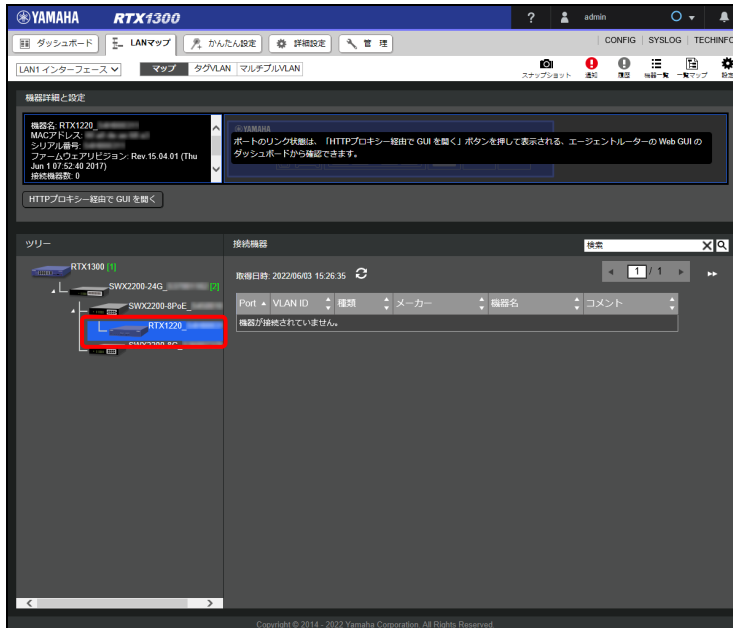 YAMAHA RTX1300 ? admin
ダッシュボード LANマップ かんたん設定 詳細設定 管 理 CONFIG SYSLOG TECHINFO
LAN1 インターフェース マップ タグVLAN マルチプルVLAN スナップショット 通知 履歴 機器一覧 一覧マップ 設定
機器詳細と設定
機器名: RTX1220_
MACアドレス:
シリアル番号:
ファームウェアリビジョン: Rev.15.04.01 (Thu
Jun 1 07:52:40 2017)
接続機器数: 0
YAMAHA
ポートのリンク状態は、「HTTPプロキシー経由で GUI を開く」ボタンを押して表示される、エージェントルーターの Web GUI の
ダッシュボードから確認できます。
HTTPプロキシー経由で GUI を開く
ツリー 接続機器 検索
RTX1300 [1]
SWX2200-24G_ [2]
SWX2200-8PoE_
RTX1220_
SWX2200-8G_
取得日時: 2022/06/03 15:26:35 1 / 1
Port VLAN ID 種類 メーカー 機器名 コメント
機器が接続されていません。
Copyright © 2014 - 2022 Yamaha Corporation. All Rights Reserved.